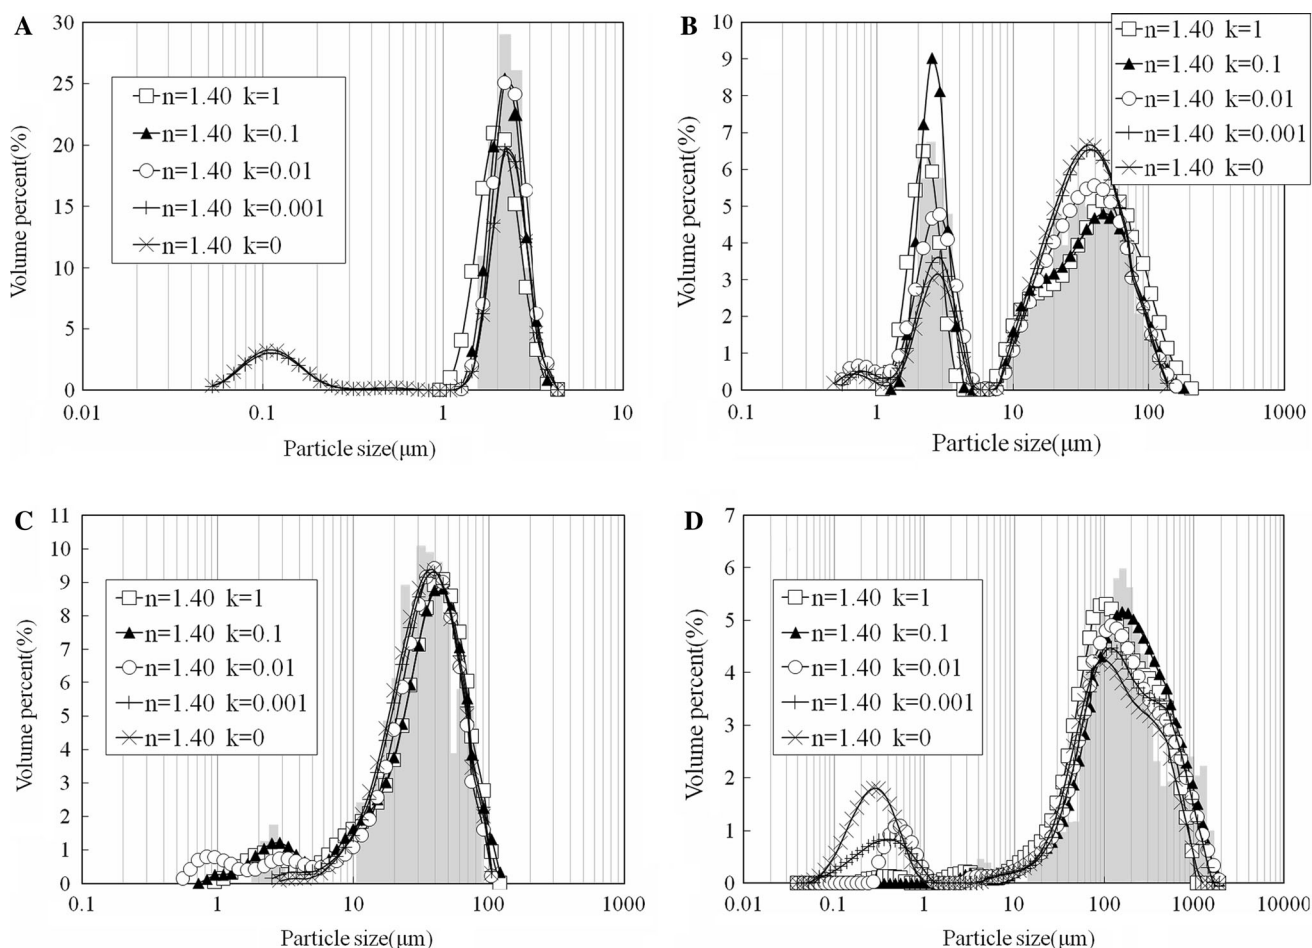 A
30
25
20
15
10
5
0
Volume percent(%)
n=1.40 k=1
n=1.40 k=0.1
n=1.40 k=0.01
n=1.40 k=0.001
n=1.40 k=0
0.01 0.1 1 10
Particle size(μm)
B
10
9
8
7
6
5
4
3
2
1
0
Volume percent(%)
n=1.40 k=1
n=1.40 k=0.1
n=1.40 k=0.01
n=1.40 k=0.001
n=1.40 k=0
0.1 1 10 100 1000
Particle size(μm)
C
11
10
9
8
7
6
5
4
3
2
1
0
Volume percent(%)
n=1.40 k=1
n=1.40 k=0.1
n=1.40 k=0.01
n=1.40 k=0.001
n=1.40 k=0
0.1 1 10 100 1000
Particle size(μm)
D
7
6
5
4
3
2
1
0
Volume percent(%)
n=1.40 k=1
n=1.40 k=0.1
n=1.40 k=0.01
n=1.40 k=0.001
n=1.40 k=0
0.01 0.1 1 10 100 1000 10000
Particle size(μm)